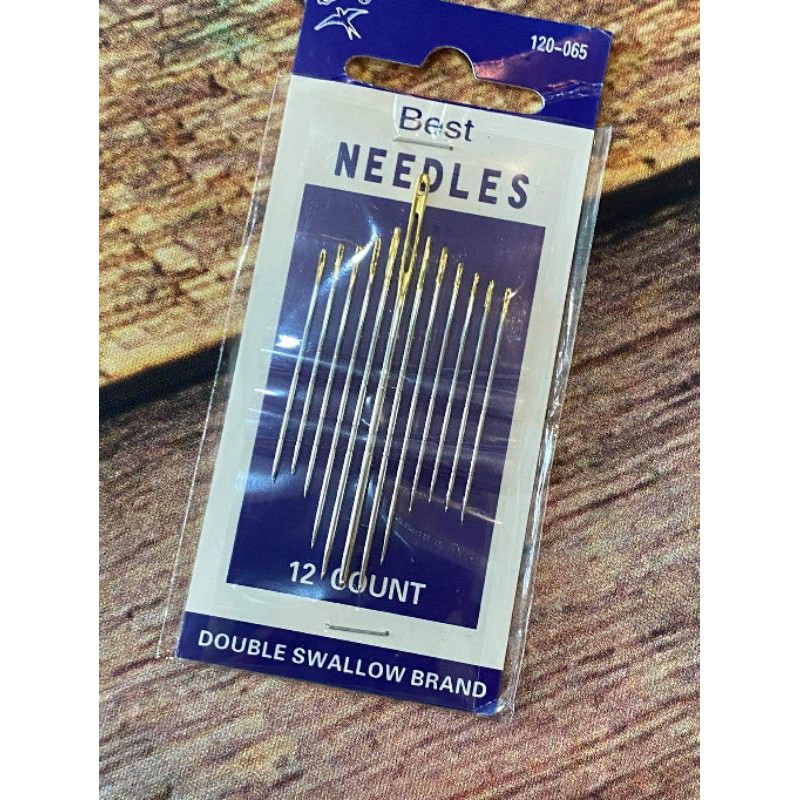 120-065
Best
NEEDLES
12 COUNT
DOUBLE SWALLOW BRAND